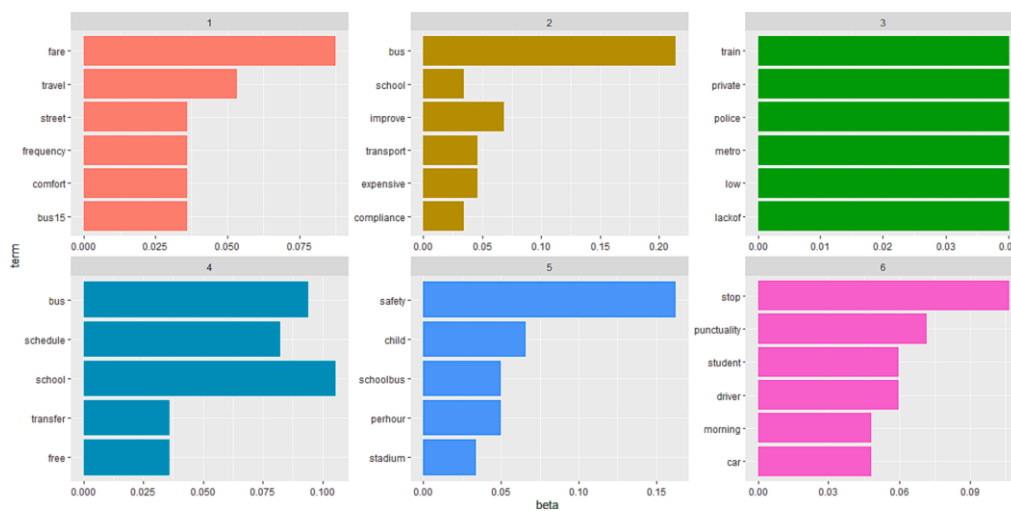 1
2
3
fare
travel
street
frequency
comfort
bus15
bus
school
improve
transport
expensive
compliance
train
private
police
metro
low
lackof
0.000 0.025 0.050 0.075
0.00 0.05 0.10 0.15 0.20
0.00 0.01 0.02 0.03
term
4
5
6
bus
schedule
school
transfer
free
safety
child
schoolbus
perhour
stadium
stop
punctuality
student
driver
morning
car
0.000 0.025 0.050 0.075 0.100
0.00 0.05 0.10 0.15
0.00 0.03 0.06 0.09
beta